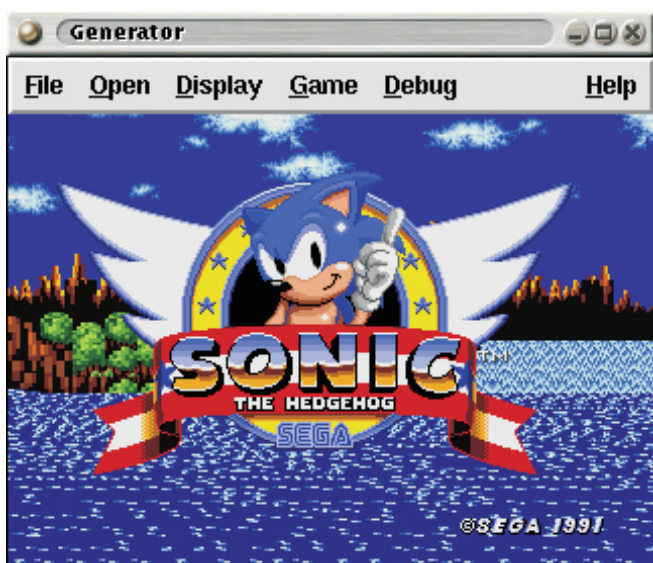 Generator
File Open Display Game Debug Help
SONIC
TM
THE HEDGEHOG
SEGA
©SEGA 1991